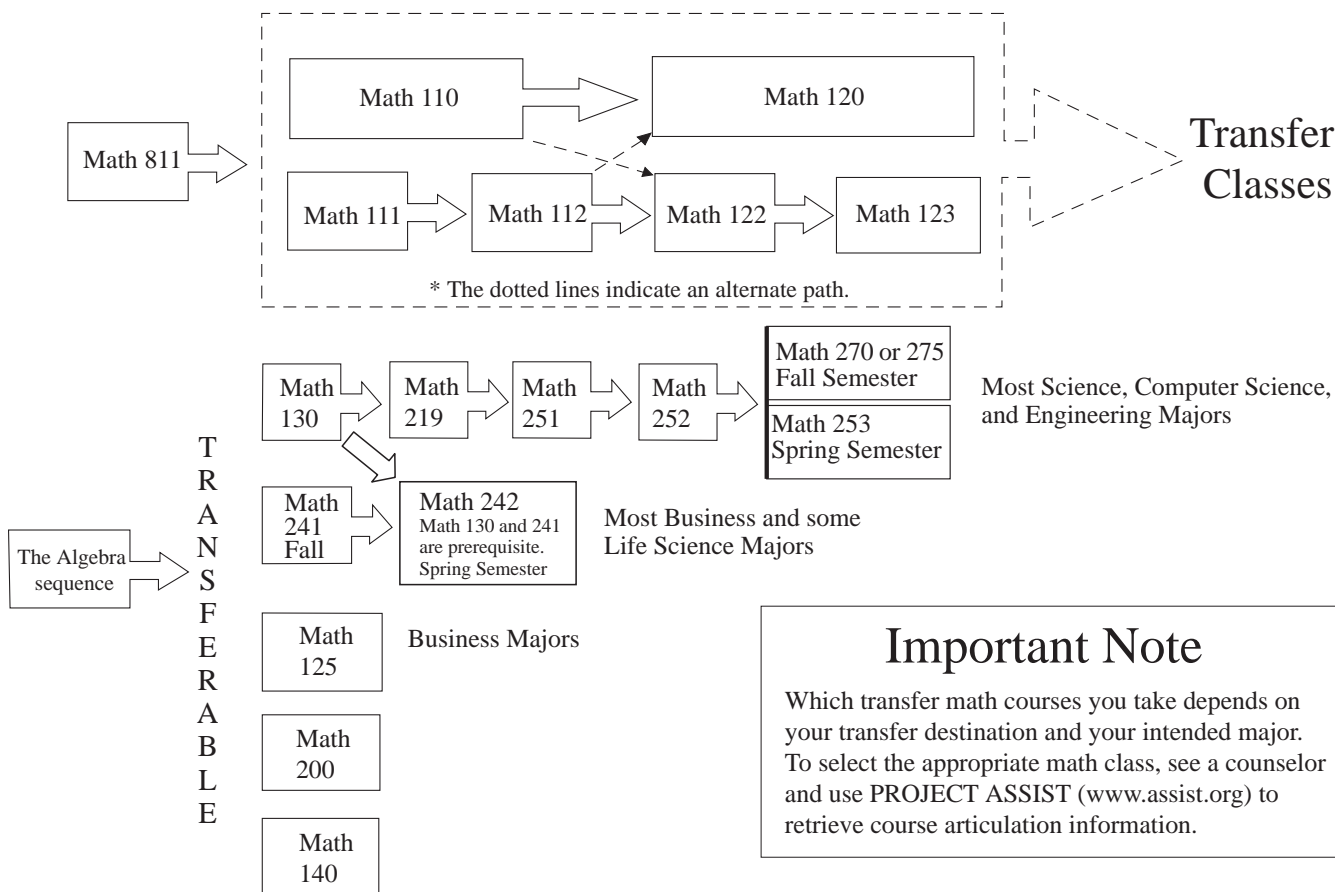 Math 110
Math 120
Math 811
Transfer
Classes
Math 111
Math 112
Math 122
Math 123
* The dotted lines indicate an alternate path.
Math
130
Math
219
Math
251
Math
252
Math 270 or 275
Fall Semester
Math 253
Spring Semester
Most Science, Computer Science,
and Engineering Majors
The Algebra
sequence
T
R
A
N
S
F
E
R
A
B
L
E
Math
241
Fall
Math 242
Math 130 and 241
are prerequisite.
Spring Semester
Most Business and some
Life Science Majors
Math
125
Business Majors
Math
200
Math
140
Important Note
Which transfer math courses you take depends on
your transfer destination and your intended major.
To select the appropriate math class, see a counselor
and use PROJECT ASSIST (www.assist.org) to
retrieve course articulation information.